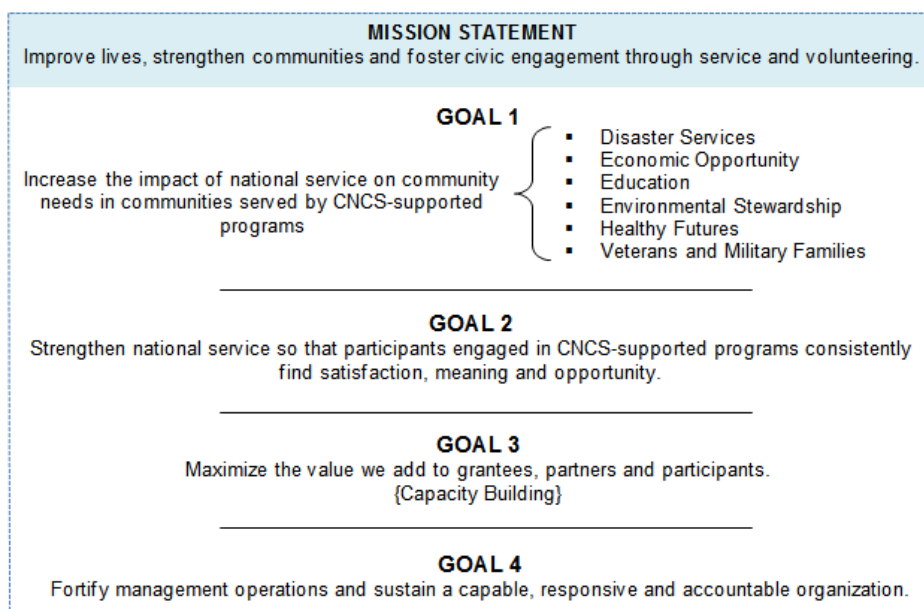 MISSION STATEMENT
Improve lives, strengthen communities and foster civic engagement through service and volunteering.
GOAL 1
Increase the impact of national service on community
needs in communities served by CNCS-supported
programs
▪ Disaster Services
▪ Economic Opportunity
▪ Education
▪ Environmental Stewardship
▪ Healthy Futures
▪ Veterans and Military Families
GOAL 2
Strengthen national service so that participants engaged in CNCS-supported programs consistently
find satisfaction, meaning and opportunity.
GOAL 3
Maximize the value we add to grantees, partners and participants.
{Capacity Building}
GOAL 4
Fortify management operations and sustain a capable, responsive and accountable organization.